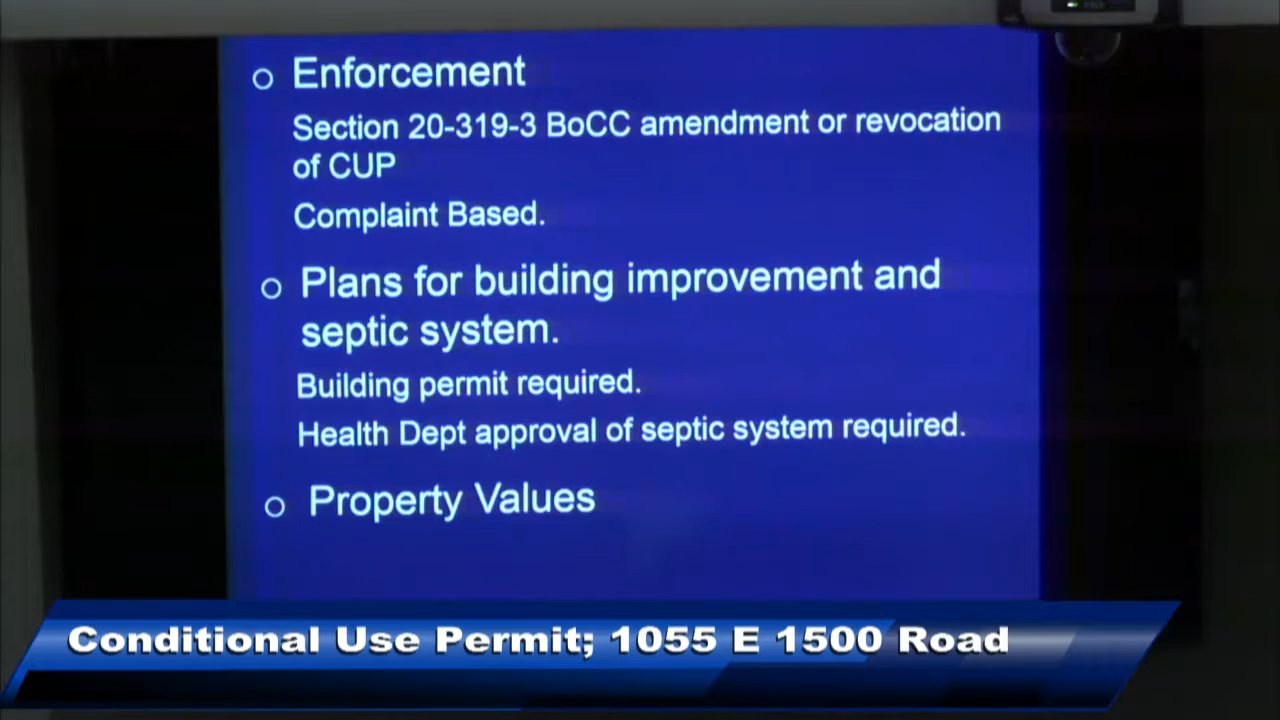 o Enforcement
Section 20-319-3 BoCC amendment or revocation
of CUP
Complaint Based.
o Plans for building improvement and
septic system.
Building permit required.
Health Dept approval of septic system required.
o Property Values
Conditional Use Permit; 1055 E 1500 Road